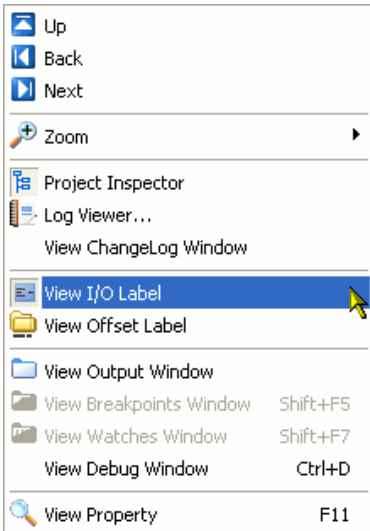 Up
Back
Next
Zoom
Project Inspector
Log Viewer...
View ChangeLog Window
View I/O Label
View Offset Label
View Output Window
View Breakpoints Window Shift+F5
View Watches Window Shift+F7
View Debug Window Ctrl+D
View Property F11